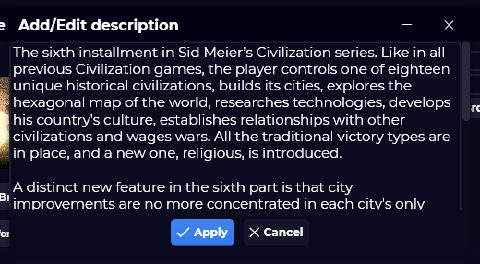 Add/Edit description
The sixth installment in Sid Meier's Civilization series. Like in all
previous Civilization games, the player controls one of eighteen
unique historical civilizations, builds its cities, explores the
hexagonal map of the world, researches technologies, develops
his country's culture, establishes relationships with other
civilizations and wages wars. All the traditional victory types are
in place, and a new one, religious, is introduced.
A distinct new feature in the sixth part is that city
improvements are no more concentrated in each city's only
Apply
Cancel